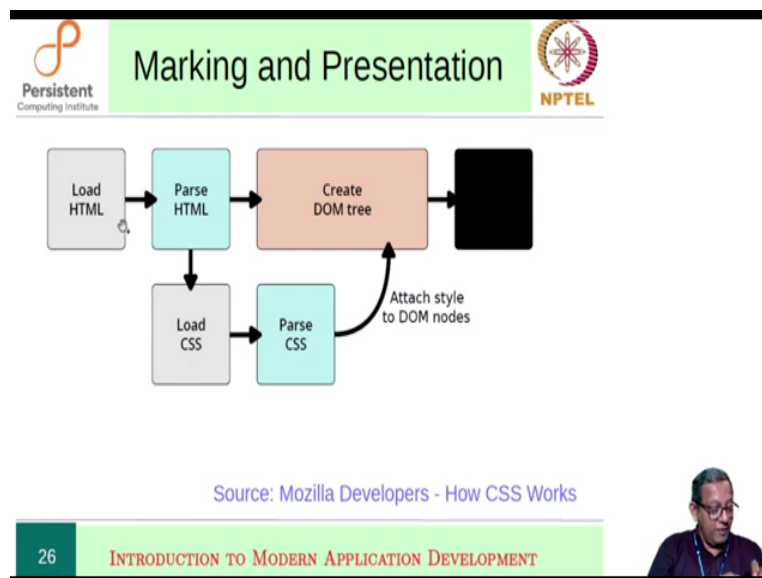 Persistent
Computing Institute
Marking and Presentation
NPTEL
Load
HTML
Parse
HTML
Create
DOM tree
Load
CSS
Parse
CSS
Attach style
to DOM nodes
Source: Mozilla Developers - How CSS Works
26
INTRODUCTION TO MODERN APPLICATION DEVELOPMENT